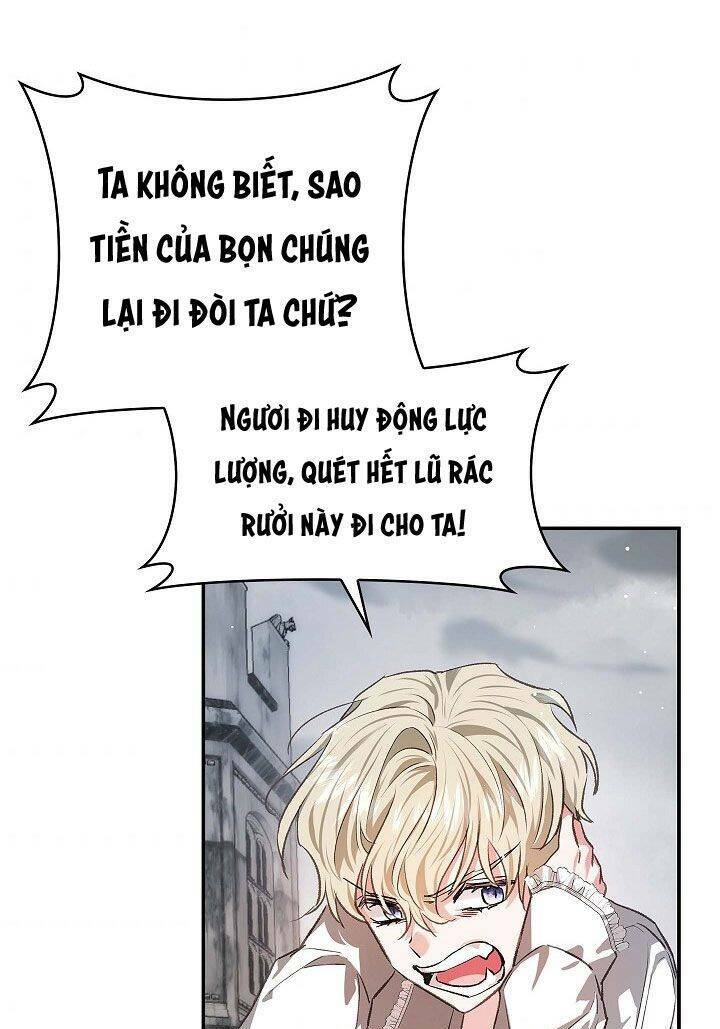 TA KHÔNG BIẾT, SAO
TIỀN CỦA BỌN CHÚNG
LẠI ĐI ĐÒI TA CHỨ?
NGƯƠI ĐI HUY ĐỘNG LỰC
LƯỢNG, QUÉT HẾT LŨ RÁC
RƯỞI NÀY ĐI CHO TA!